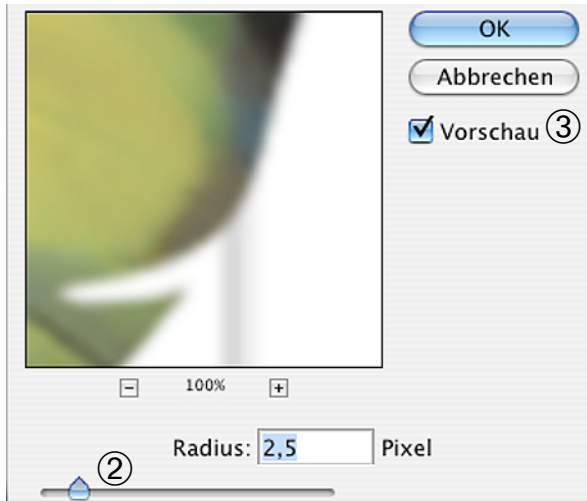 OK
Abbrechen
Vorschau ③
− 100% +
Radius: 2,5 Pixel
②